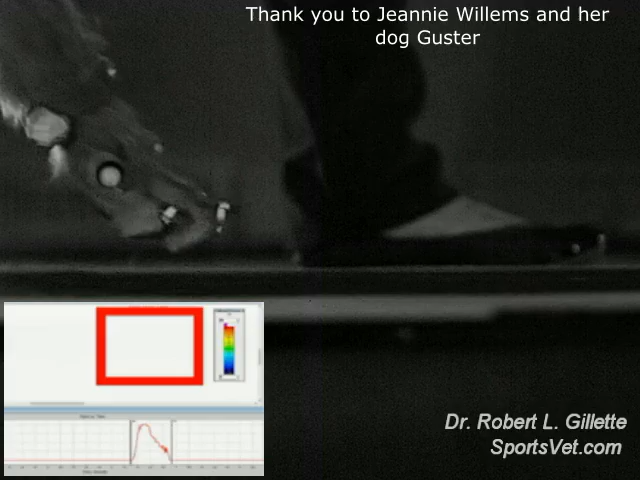 Thank you to Jeannie Willems and her
dog Guster
Dr. Robert L. Gillette
SportsVet.com